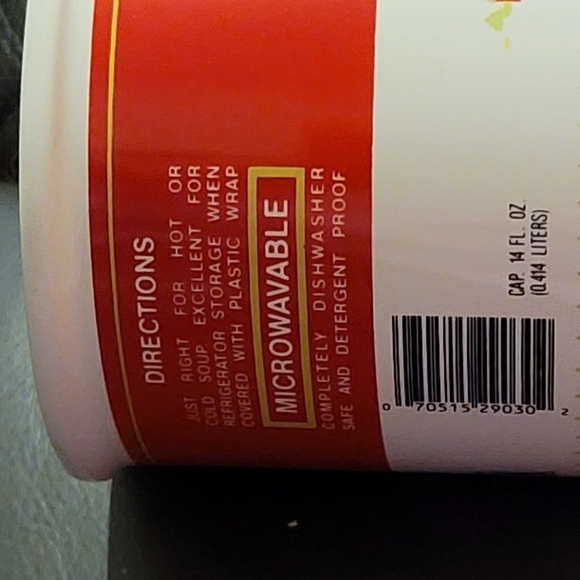 DIRECTIONS
JUST RIGHT FOR HOT OR
COLD SOUP EXCELLENT FOR
REFRIGERATOR STORAGE WHEN
COVERED WITH PLASTIC WRAP
MICROWAVABLE
COMPLETELY DISHWASHER
SAFE AND DETERGENT PROOF
CAP. 14 FL. OZ.
(0.414 LITERS)
0 70515 29030 2